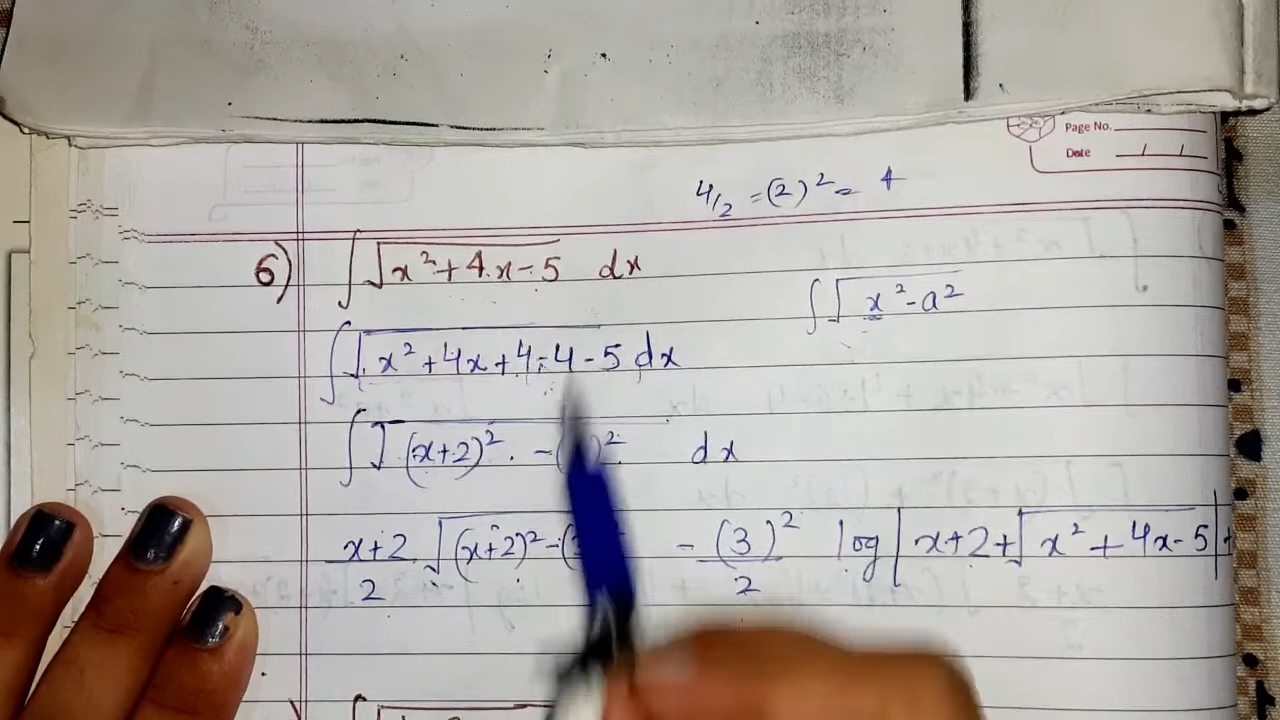 Page No.
Date / /
4/2 = (2)² = 4
6) ∫√x²+4x-5 dx
∫√x²-a²
∫√x²+4x+4-4-5 dx
∫√(x+2)² - ( )² dx
x+2/2 √(x+2)²-( - (3)²/2 log|x+2+√x²+4x-5|+